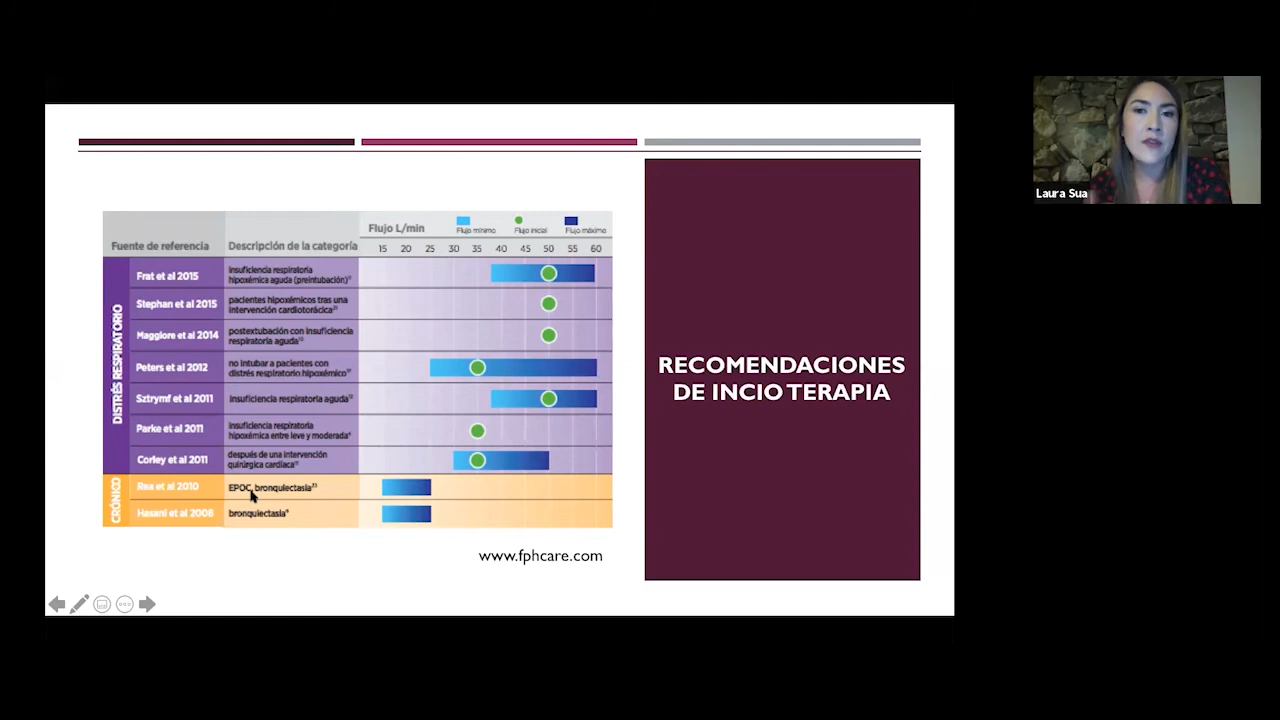 Laura Sua
Flujo L/min
Flujo mínimo
Flujo inicial
Flujo máximo
Fuente de referencia
Descripción de la categoría
15 20 25 30 35 40 45 50 55 60
DISTRÉS RESPIRATORIO
Frat et al 2015
insuficiencia respiratoria
hipoxémica aguda (preintubación)
Stephan et al 2015
pacientes hipoxémicos tras una
intervención cardiotorácica
Maggiore et al 2014
postextubación con insuficiencia
respiratoria aguda
Peters et al 2012
no intubar a pacientes con
distrés respiratorio hipoxémico
Sztrymf et al 2011
insuficiencia respiratoria aguda
Parke et al 2011
insuficiencia respiratoria
hipoxémica entre leve y moderada
Corley et al 2011
después de una intervención
quirúrgica cardíaca
CRÓNICO
Rea et al 2010
EPOC, bronquiectasia
Hasani et al 2008
bronquiectasia
www.fphcare.com
RECOMENDACIONES
DE INCIO TERAPIA